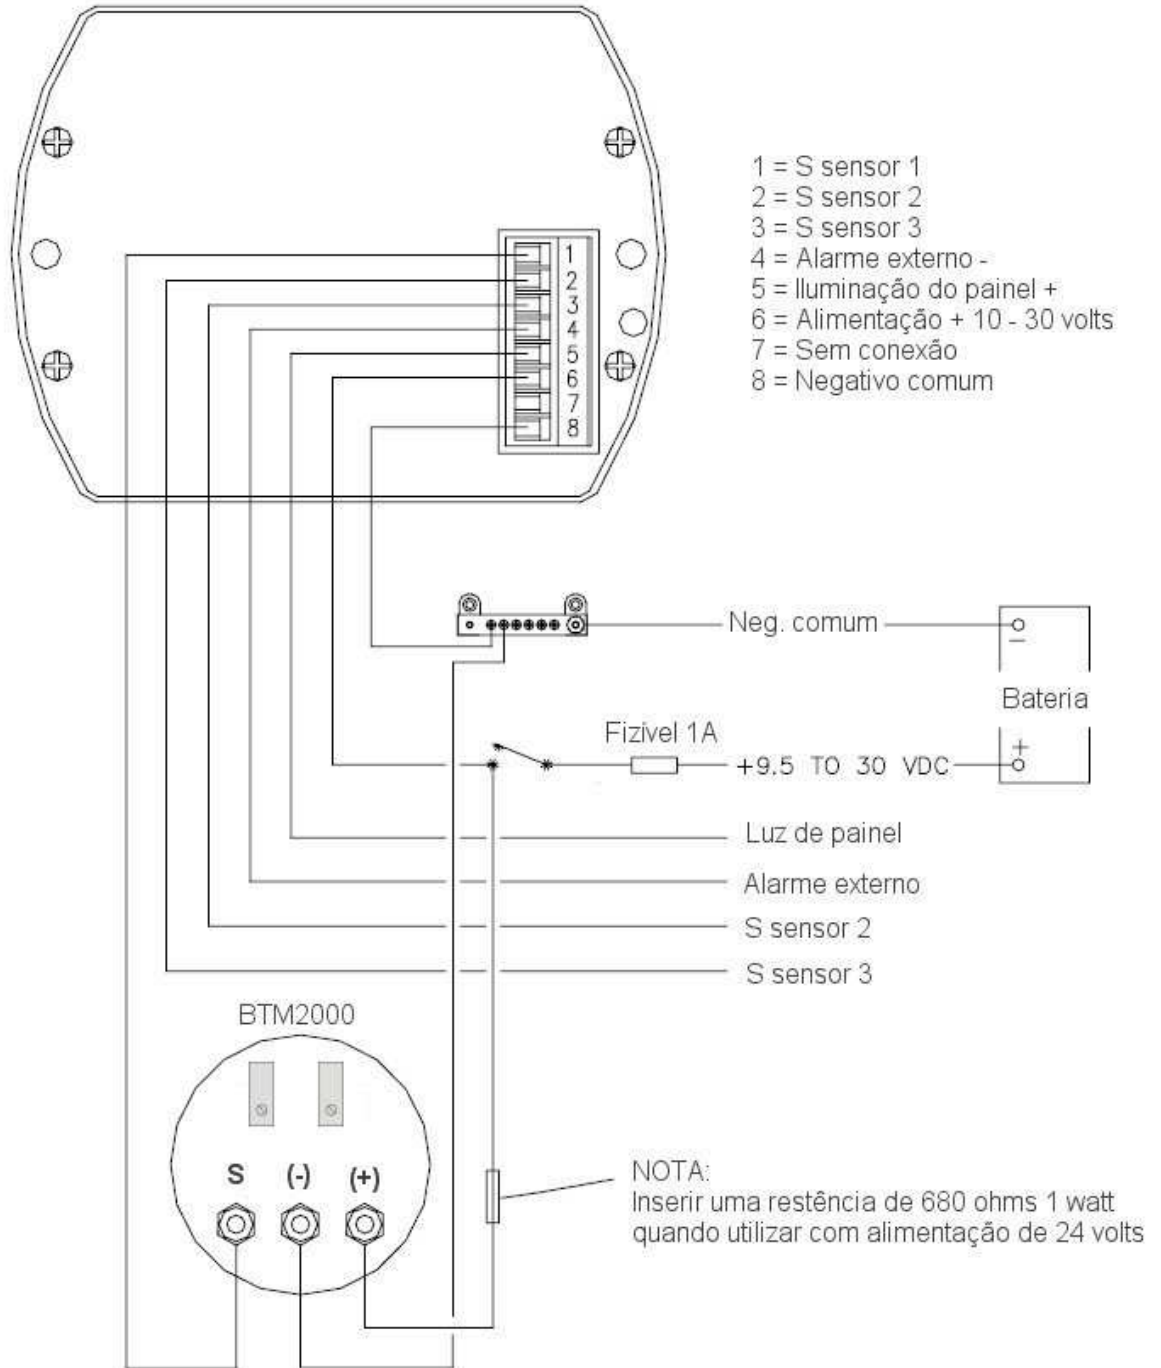 1 = S sensor 1
2 = S sensor 2
3 = S sensor 3
4 = Alarme externo -
5 = Iluminação do painel +
6 = Alimentação + 10 - 30 volts
7 = Sem conexão
8 = Negativo comum
1
2
3
4
5
6
7
8
Neg. comum
–
Bateria
+
Fizível 1A
+9.5 TO 30 VDC
Luz de painel
Alarme externo
S sensor 2
S sensor 3
BTM2000
S (-) (+)
NOTA:
Inserir uma restência de 680 ohms 1 watt
quando utilizar com alimentação de 24 volts